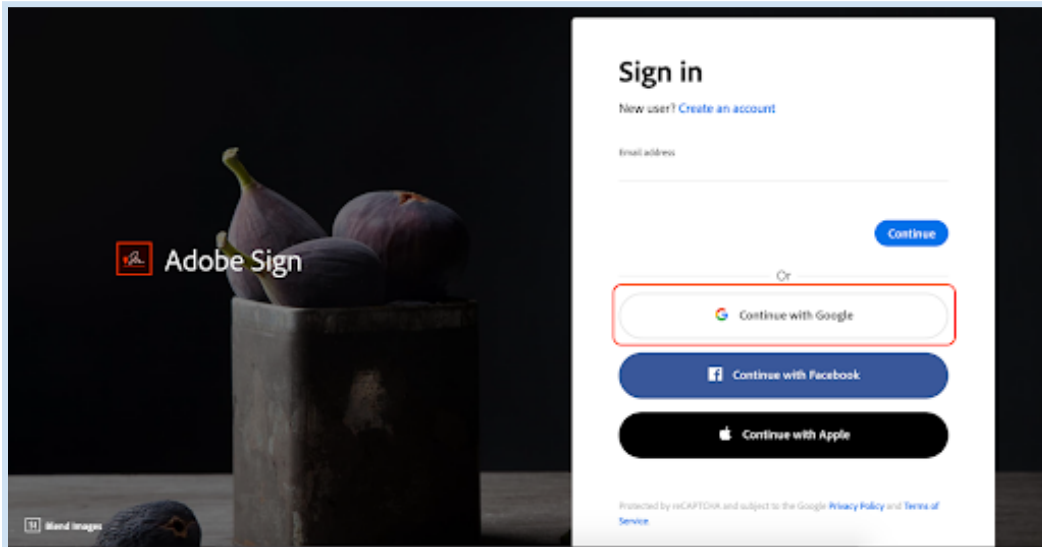 Sign in
New user? Create an account
Email address
Continue
Or
Continue with Google
Continue with Facebook
Continue with Apple
Protected by reCAPTCHA and subject to the Google Privacy Policy and Terms of
Service
Adobe Sign
Blend Images